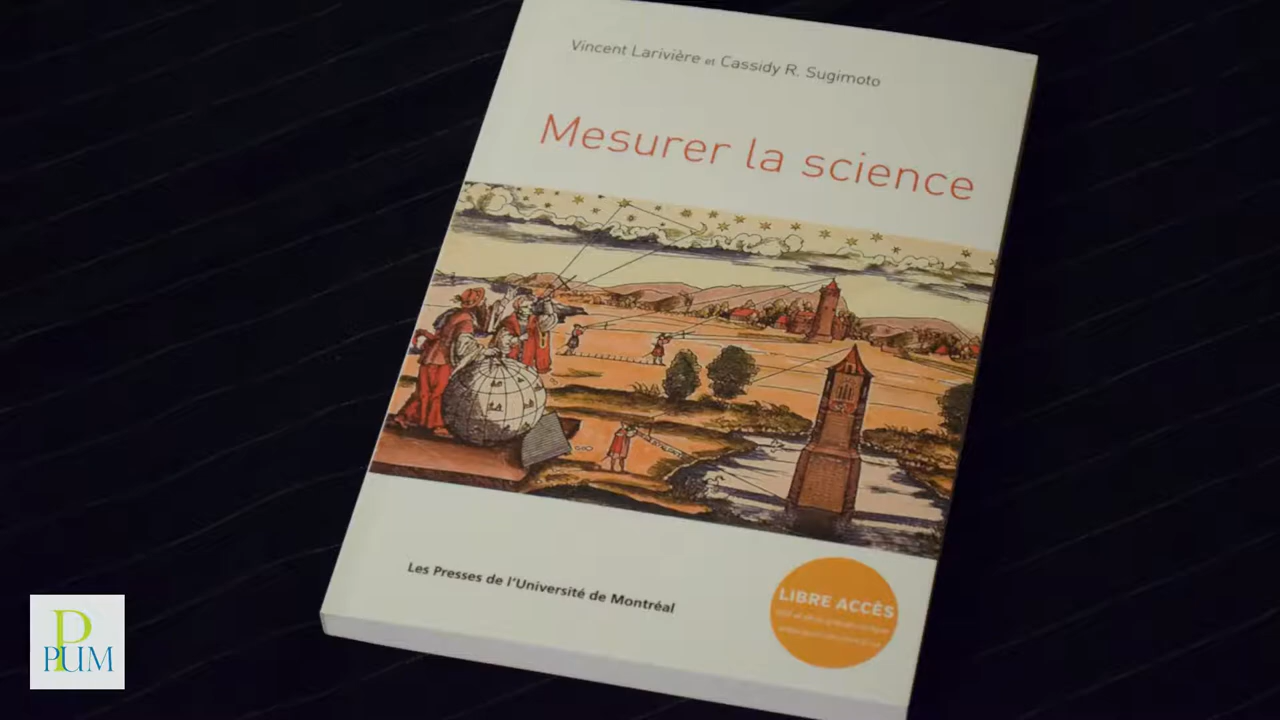 Vincent Larivière et Cassidy R. Sugimoto
Mesurer la science
Les Presses de l'Université de Montréal
LIBRE ACCÈS
PUM